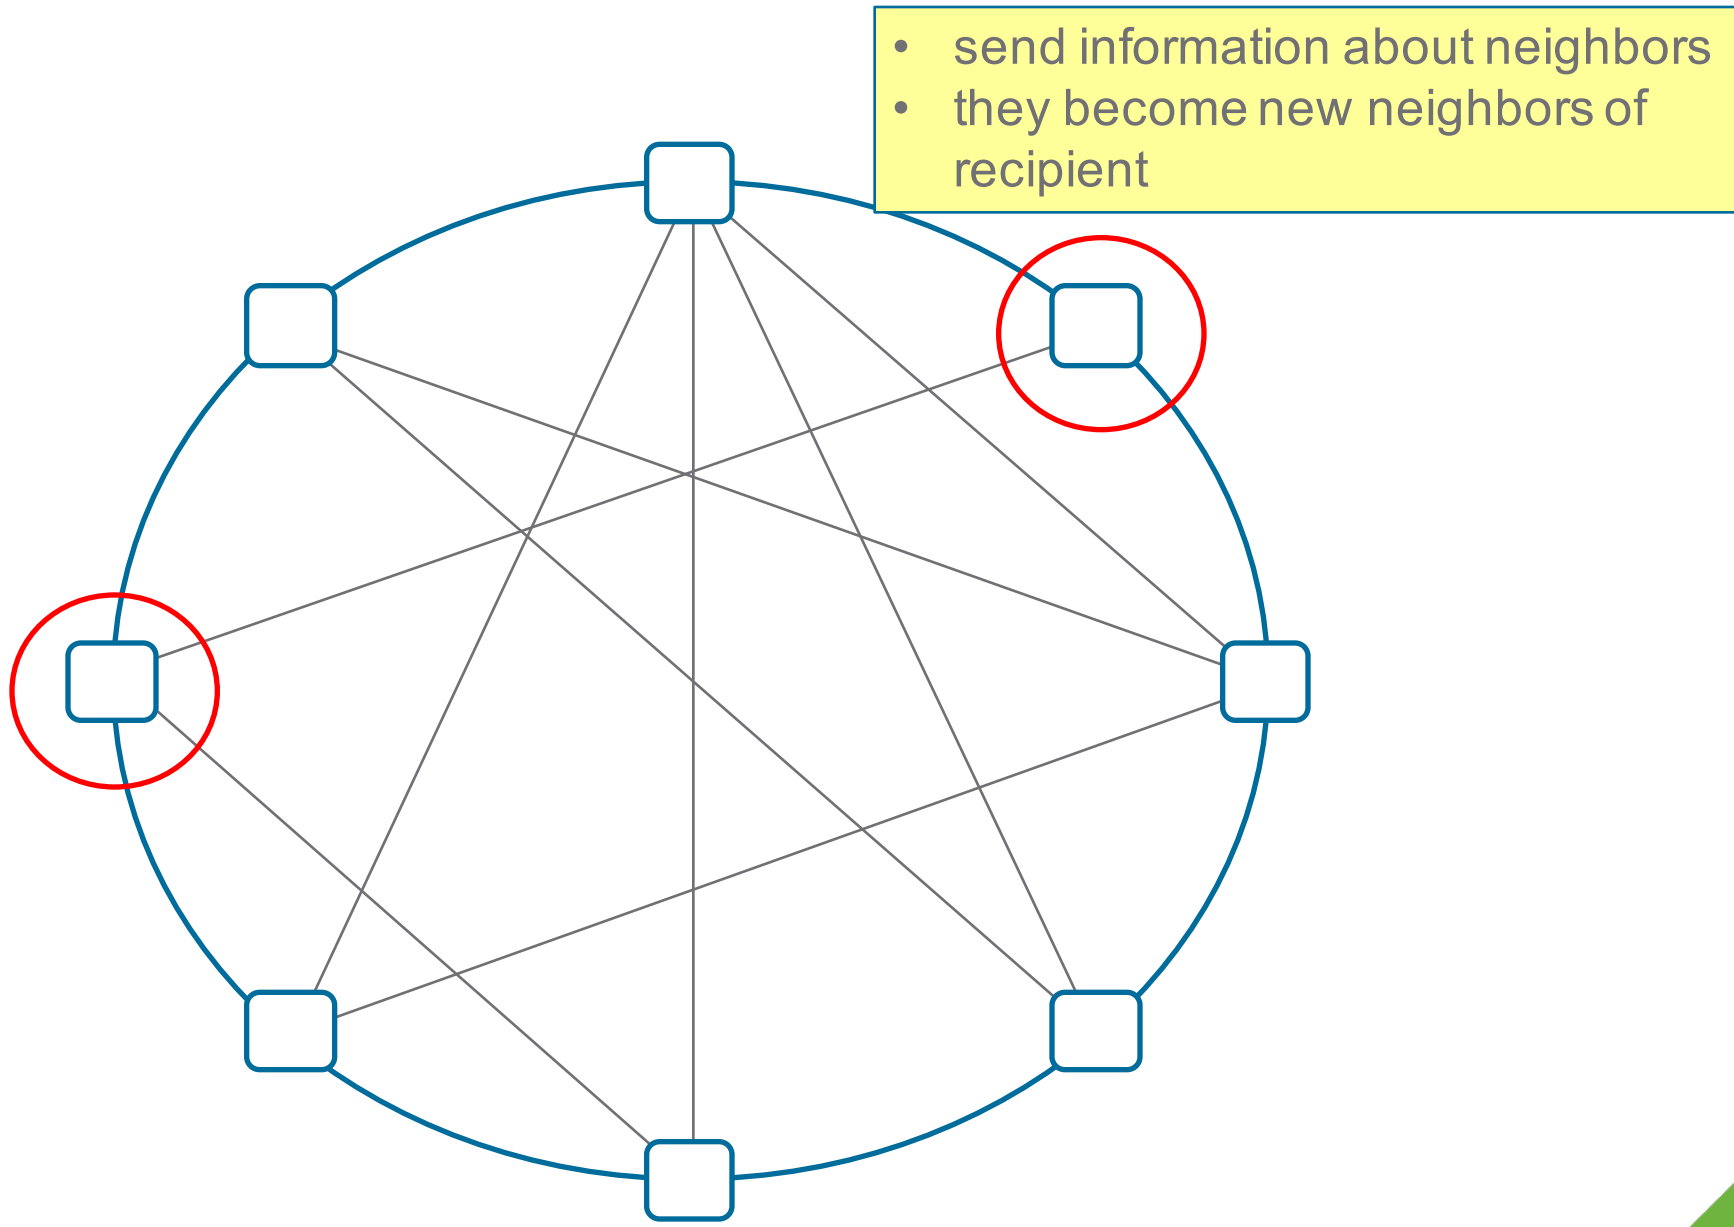 • send information about neighbors
• they become new neighbors of
recipient